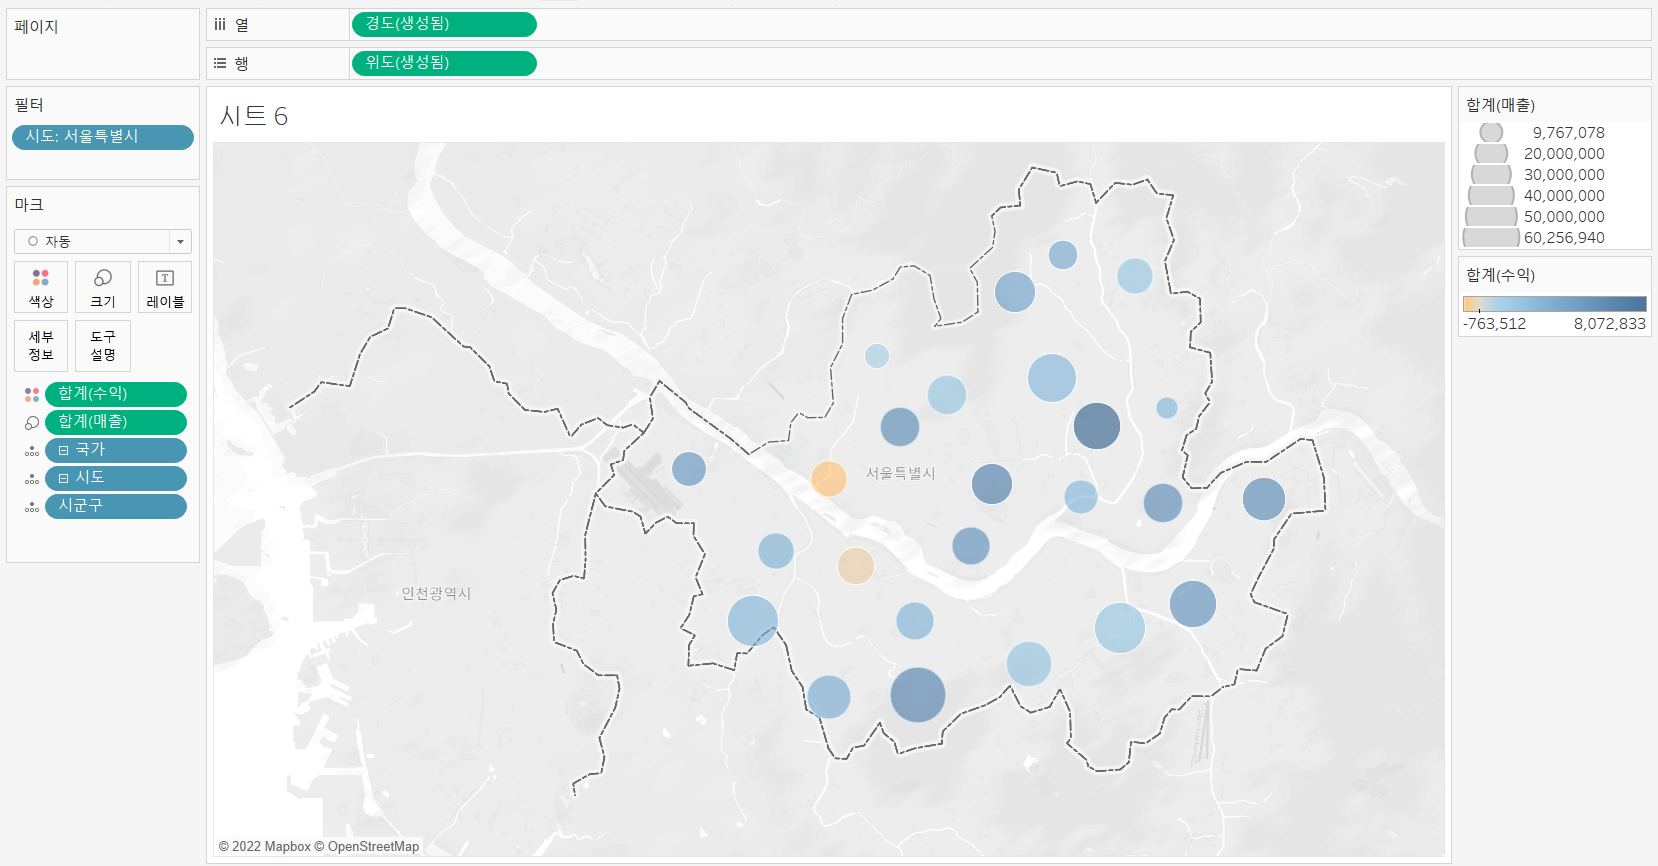 페이지
열
경도(생성됨)
행
위도(생성됨)
필터
시도: 서울특별시
마크
자동
색상
크기
T
레이블
세부
정보
도구
설명
합계(수익)
합계(매출)
국가
시도
시군구
시트 6
서울특별시
인천광역시
© 2022 Mapbox © OpenStreetMap
합계(매출)
9,767,078
20,000,000
30,000,000
40,000,000
50,000,000
60,256,940
합계(수익)
-763,512 8,072,833